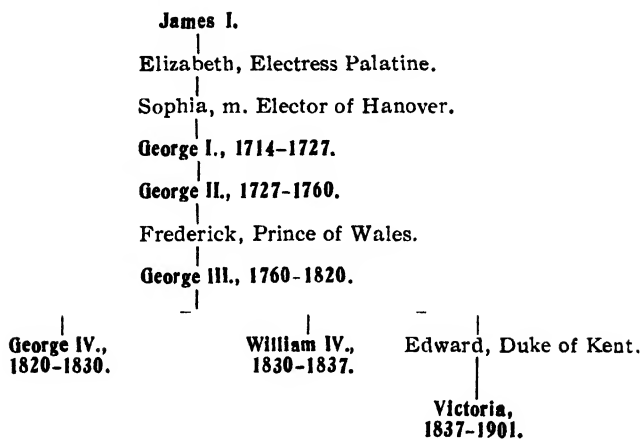 James I.
Elizabeth, Electress Palatine.
Sophia, m. Elector of Hanover.
George I., 1714-1727.
George II., 1727-1760.
Frederick, Prince of Wales.
George III., 1760-1820.
George IV.,
1820-1830.
William IV.,
1830-1837.
Edward, Duke of Kent.
Victoria,
1837-1901.